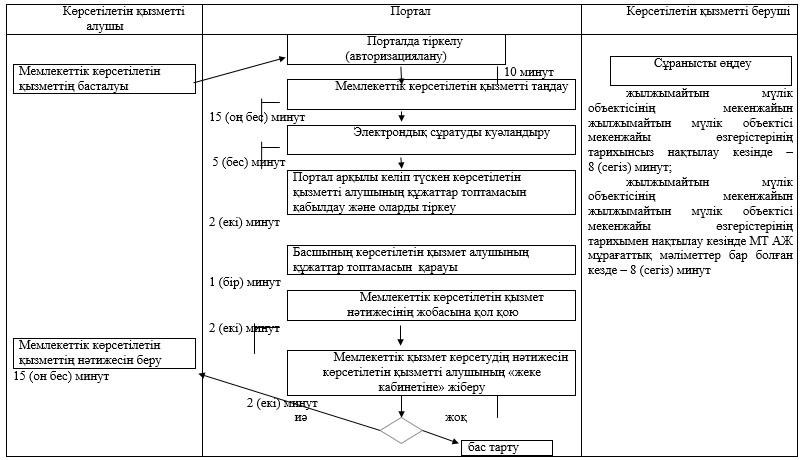 Көрсетілетін қызметті
алушы
Портал
Көрсетілетін қызметті беруші
Мемлекеттік көрсетілетін
қызметтің басталуы
Порталда тіркелу
(авторизациялану)
10 минут
Мемлекеттік көрсетілетін қызметті таңдау
15 (оң бес) минут
Электрондық сұратуды куәландыру
5 (бес) минут
Портал арқылы келіп түскен көрсетілетін
қызметті алушының құжаттар топтамасын
қабылдау және оларды тіркеу
2 (екі) минут
Басшының көрсетілетін қызмет алушының
құжаттар топтамасын қарауы
1 (бір) минут
Мемлекеттік көрсетілетін қызмет
нәтижесінің жобасына қол қою
2 (екі) минут
Мемлекеттік қызмет көрсетудің нәтижесін
көрсетілетін қызметті алушының «жеке
кабинетіне» жіберу
2 (екі) минут
иә
жоқ
бас тарту
Мемлекеттік көрсетілетін
қызметтің нәтижесін беру
15 (он бес) минут
Сұранысты өңдеу
жылжымайтын мүлік
объектісінің мекенжайын
жылжымайтын мүлік объектісі
мекенжайы өзгерістерінің
тарихынсыз нақтылау кезінде –
8 (сегіз) минут;
жылжымайтын мүлік
объектісінің мекенжайын
жылжымайтын мүлік объектісі
мекенжайы өзгерістерінің
тарихымен нақтылау кезінде МТ АЖ
мұрағаттық мәліметтер бар болған
кезде – 8 (сегіз) минут